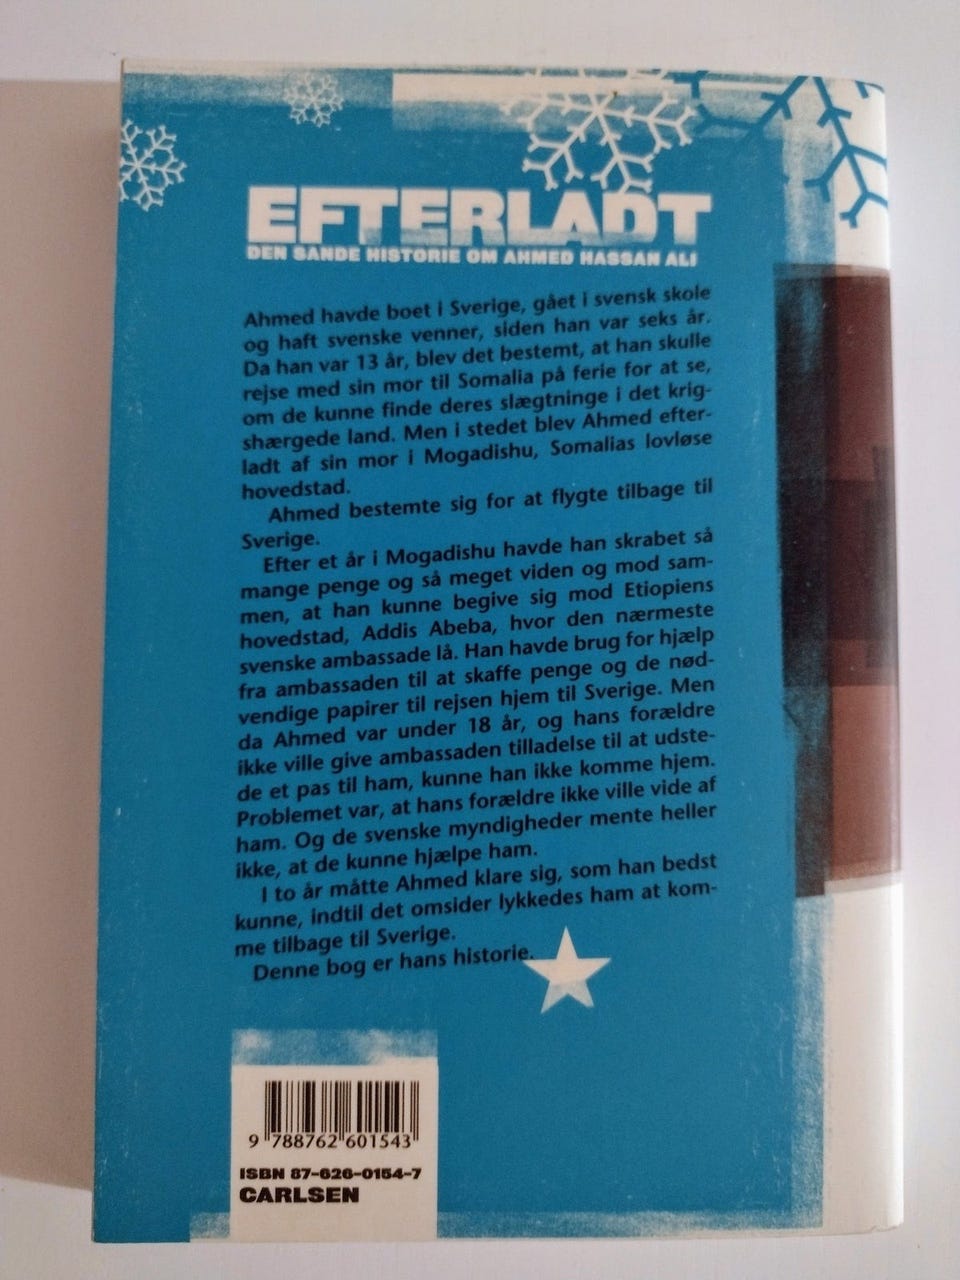 EFTERLADT
DEN SANDE HISTORIE OM AHMED HASSAN ALI
Ahmed havde boet i Sverige, gået i svensk skole
og haft svenske venner, siden han var seks år.
Da han var 13 år, blev det bestemt, at han skulle
rejse med sin mor til Somalia på ferie for at se,
om de kunne finde deres slægtninge i det krig-
shærgede land. Men i stedet blev Ahmed efter-
ladt af sin mor i Mogadishu, Somalias lovløse
hovedstad.
Ahmed bestemte sig for at flygte tilbage til
Sverige.
Efter et år i Mogadishu havde han skrabet så
mange penge og så meget viden og mod sam-
men, at han kunne begive sig mod Etiopiens
hovedstad, Addis Abeba, hvor den nærmeste
svenske ambassade lå. Han havde brug for hjælp
fra ambassaden til at skaffe penge og de nød-
vendige papirer til rejsen hjem til Sverige. Men
da Ahmed var under 18 år, og hans forældre
ikke ville give ambassaden tilladelse til at udste-
de et pas til ham, kunne han ikke komme hjem.
Problemet var, at hans forældre ikke ville vide af
ham. Og de svenske myndigheder mente heller
ikke, at de kunne hjælpe ham.
I to år måtte Ahmed klare sig, som han bedst
kunne, indtil det omsider lykkedes ham at kom-
me tilbage til Sverige.
Denne bog er hans historie.
9 788762 601543
ISBN 87-626-0154-7
CARLSEN